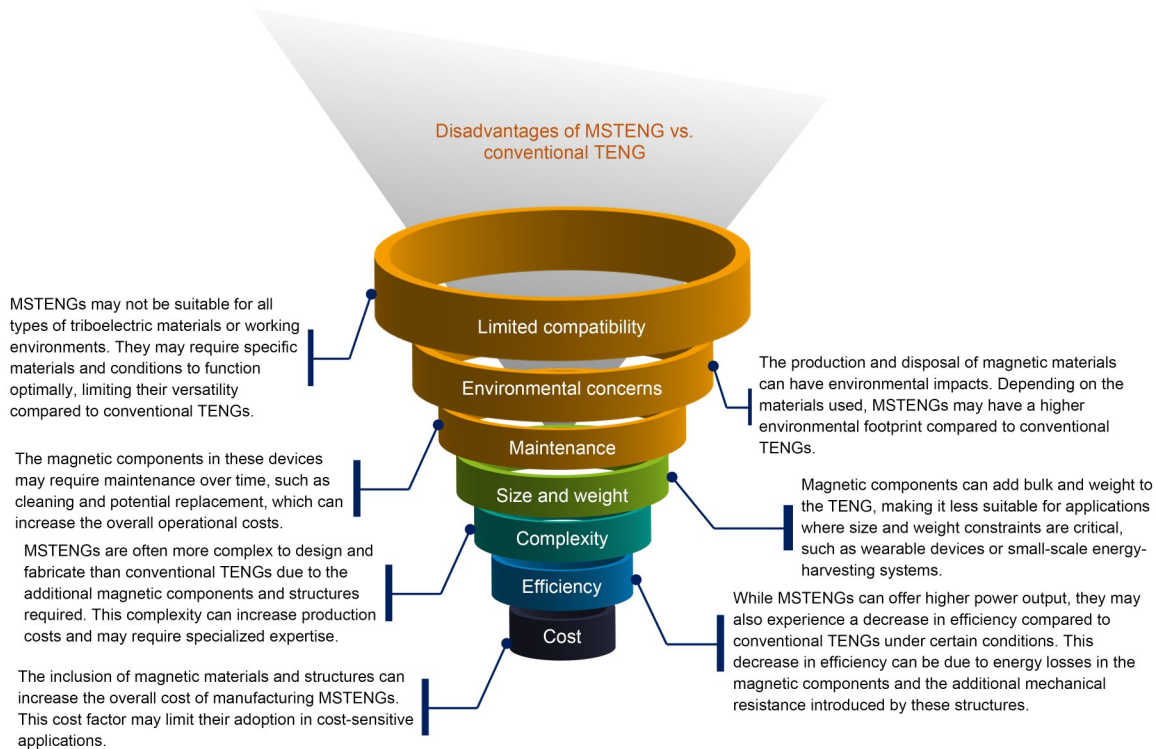 Disadvantages of MSTENG vs.
conventional TENG
Limited compatibility
MSTENGs may not be suitable for all
types of triboelectric materials or working
environments. They may require specific
materials and conditions to function
optimally, limiting their versatility
compared to conventional TENGs.
Environmental concerns
The production and disposal of magnetic materials
can have environmental impacts. Depending on the
materials used, MSTENGs may have a higher
environmental footprint compared to conventional
TENGs.
Maintenance
The magnetic components in these devices
may require maintenance over time, such as
cleaning and potential replacement, which can
increase the overall operational costs.
Size and weight
Magnetic components can add bulk and weight to
the TENG, making it less suitable for applications
where size and weight constraints are critical,
such as wearable devices or small-scale energy-
harvesting systems.
Complexity
MSTENGs are often more complex to design and
fabricate than conventional TENGs due to the
additional magnetic components and structures
required. This complexity can increase production
costs and may require specialized expertise.
Efficiency
While MSTENGs can offer higher power output, they may
also experience a decrease in efficiency compared to
conventional TENGs under certain conditions. This
decrease in efficiency can be due to energy losses in the
magnetic components and the additional mechanical
resistance introduced by these structures.
Cost
The inclusion of magnetic materials and structures can
increase the overall cost of manufacturing MSTENGs.
This cost factor may limit their adoption in cost-sensitive
applications.